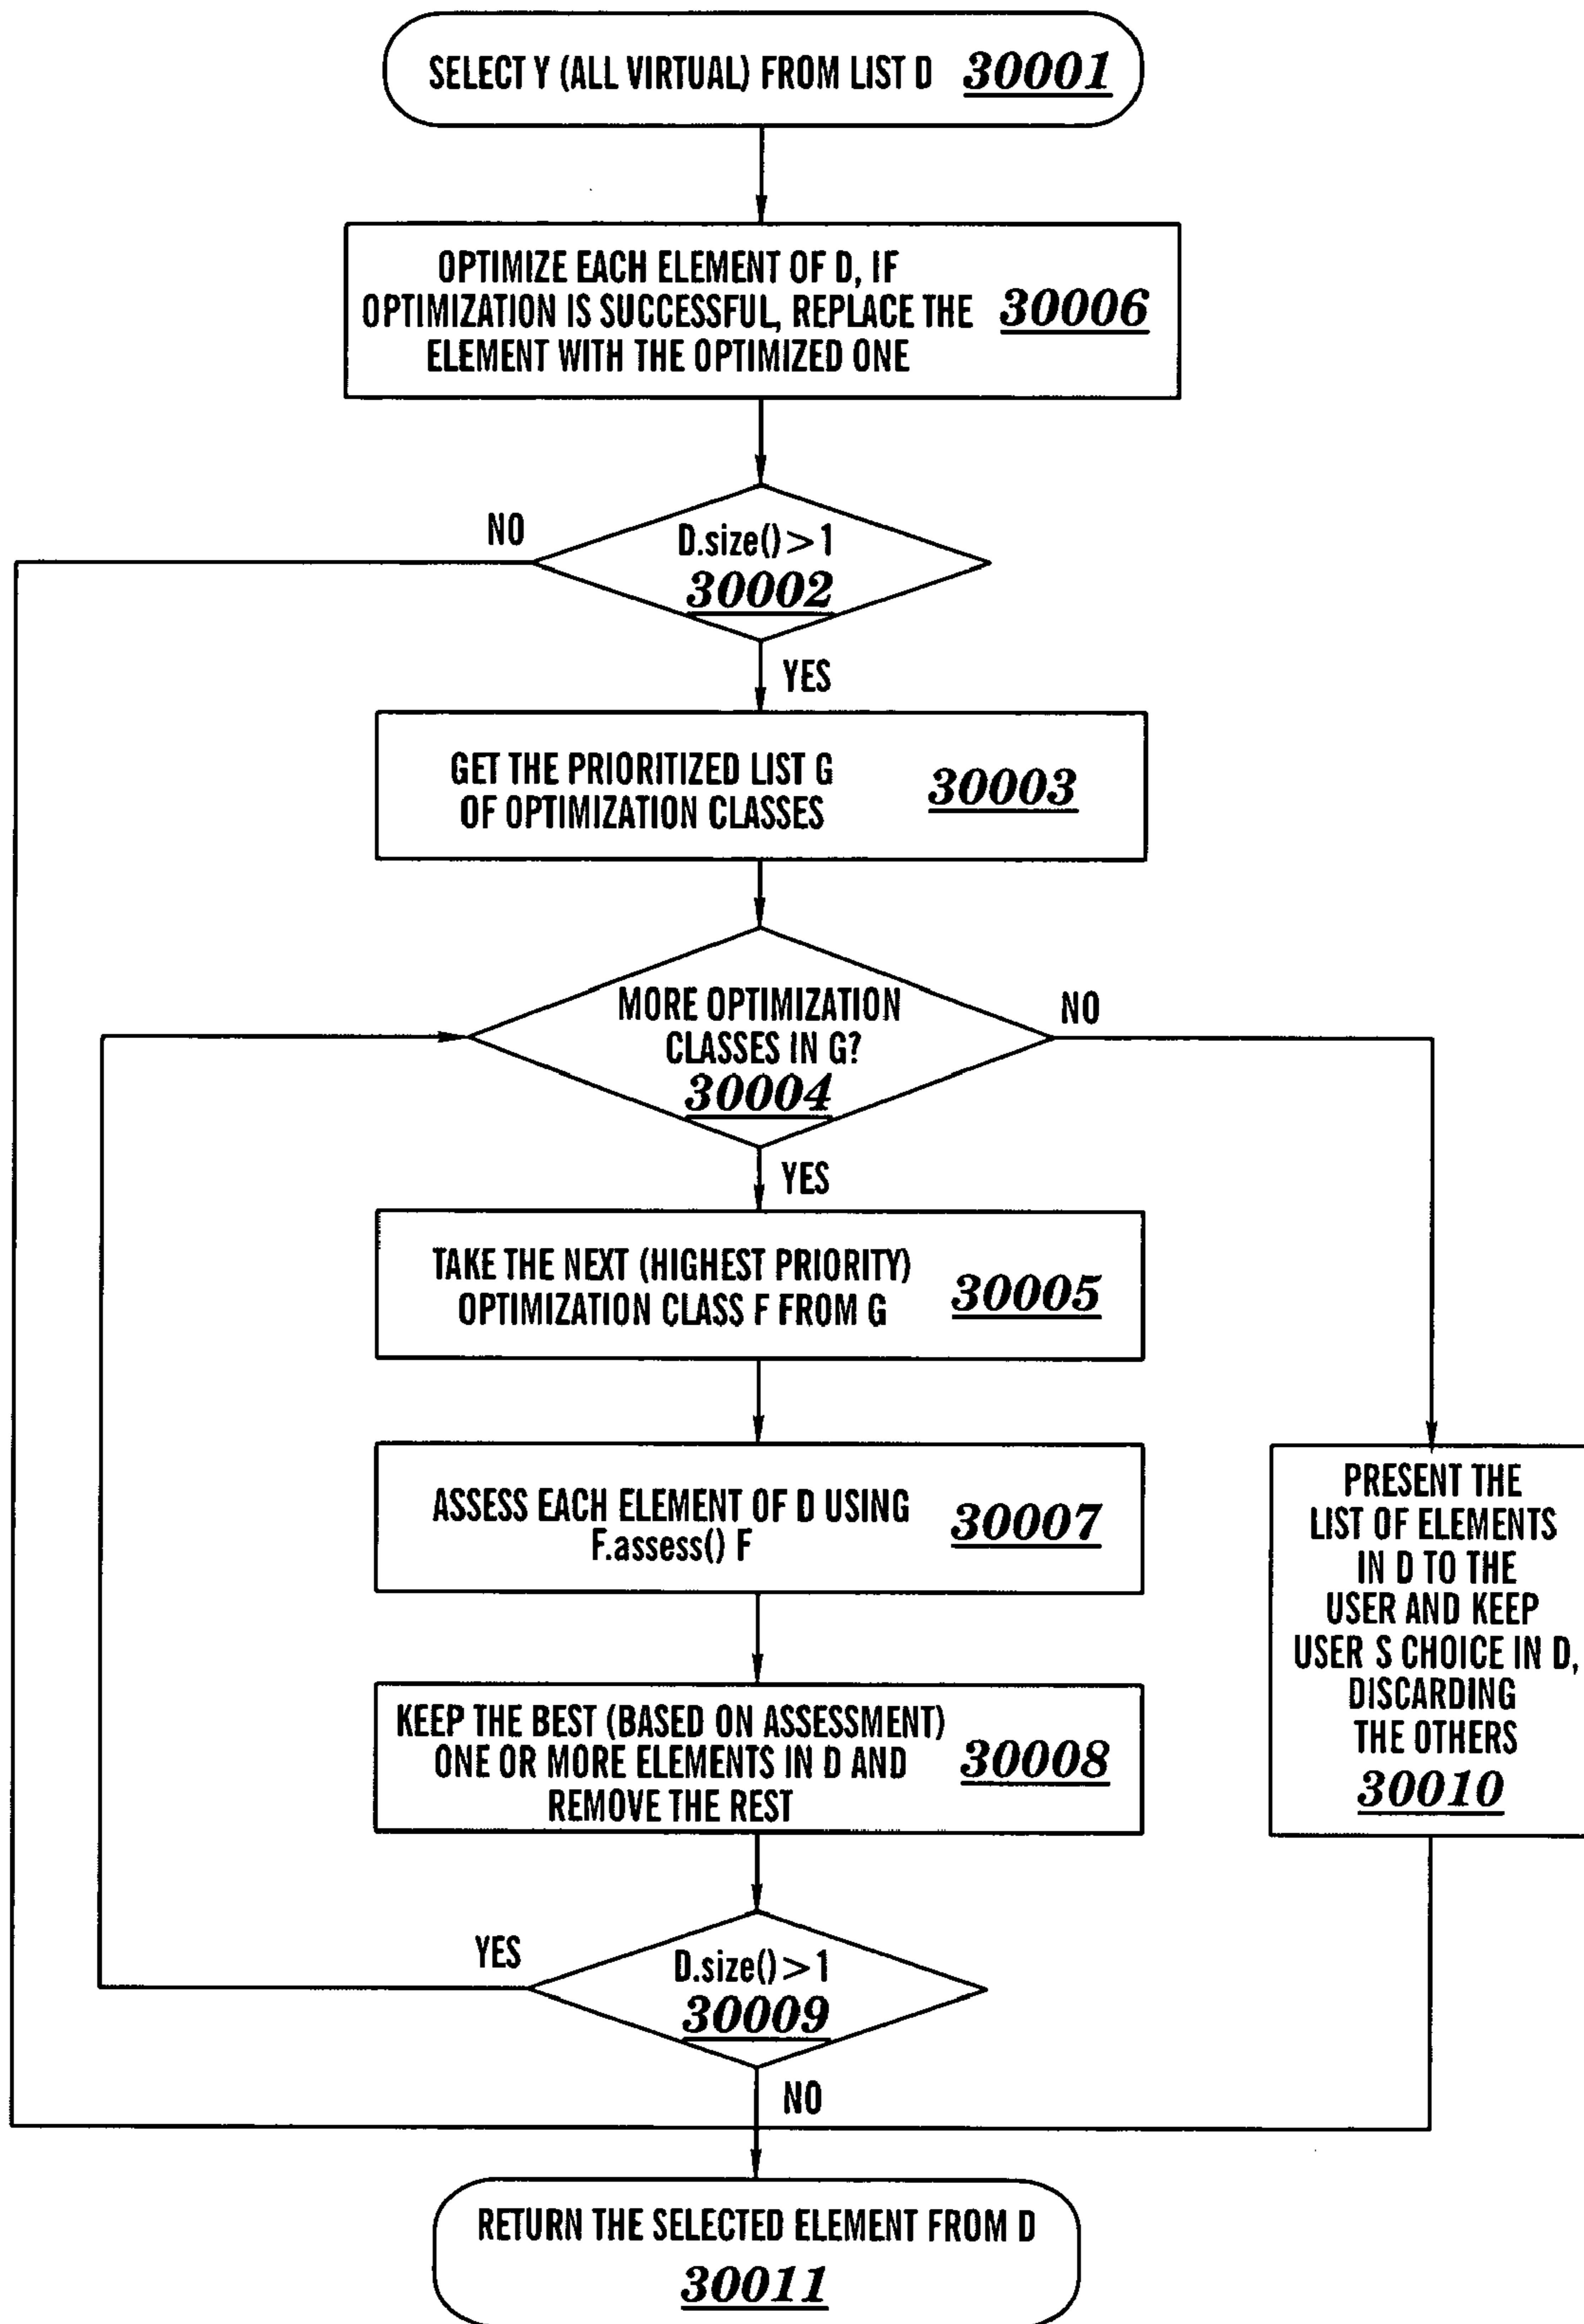 SELECT Y (ALL VIRTUAL) FROM LIST D 30001
OPTIMIZE EACH ELEMENT OF D, IF
OPTIMIZATION IS SUCCESSFUL, REPLACE THE 30006
ELEMENT WITH THE OPTIMIZED ONE
NO
D.size()>1
30002
YES
GET THE PRIORITIZED LIST G
OF OPTIMIZATION CLASSES 30003
MORE OPTIMIZATION
CLASSES IN G?
30004
NO
YES
TAKE THE NEXT (HIGHEST PRIORITY)
OPTIMIZATION CLASS F FROM G 30005
ASSESS EACH ELEMENT OF D USING
F.assess() F 30007
KEEP THE BEST (BASED ON ASSESSMENT)
ONE OR MORE ELEMENTS IN D AND 30008
REMOVE THE REST
PRESENT THE
LIST OF ELEMENTS
IN D TO THE
USER AND KEEP
USER S CHOICE IN D,
DISCARDING
THE OTHERS
30010
YES
D.size()>1
30009
NO
RETURN THE SELECTED ELEMENT FROM D
30011